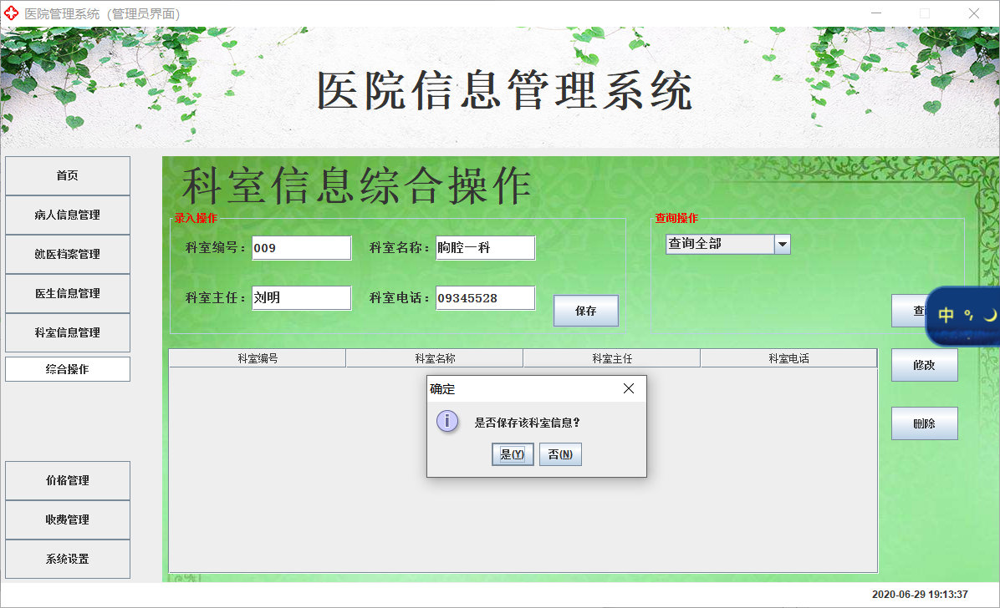 医院管理系统（管理员界面）
医院信息管理系统
首页
病人信息管理
就医档案管理
医生信息管理
科室信息管理
综合操作
价格管理
收费管理
系统设置
科室信息综合操作
录入操作
科室编号： 009 科室名称： 胸腔一科
科室主任： 刘明 科室电话： 09345528
保存
查询操作
查询全部
查
中
修改
删除
科室编号 科室名称 科室主任 科室电话
确定
是否保存该科室信息?
是(Y) 否(N)
2020-06-29 19:13:37